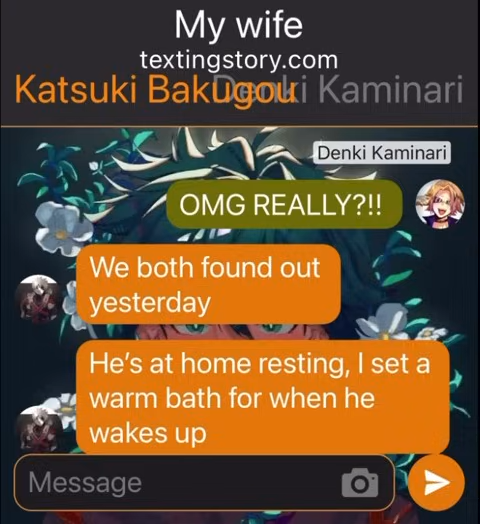 My wife
textingstory.com
Katsuki Bakugou Denki Kaminari
Denki Kaminari
OMG REALLY?!!
We both found out
yesterday
He's at home resting, I set a
warm bath for when he
wakes up
Message